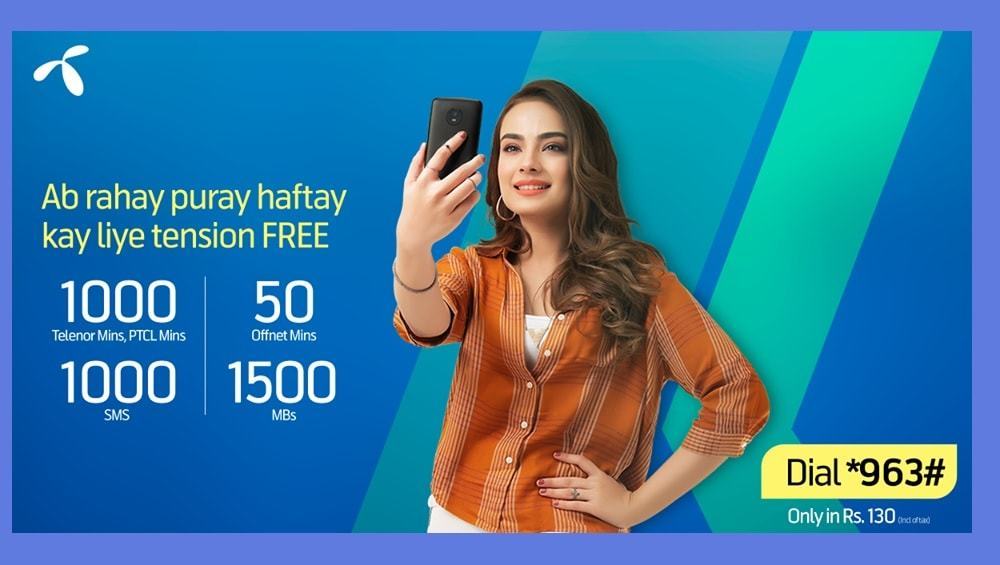 Ab rahay puray haftay
kay liye tension FREE
1000
Telenor Mins, PTCL Mins
50
Offnet Mins
1000
SMS
1500
MBs
Dial *963#
Only in Rs. 130 (Incl of tax)